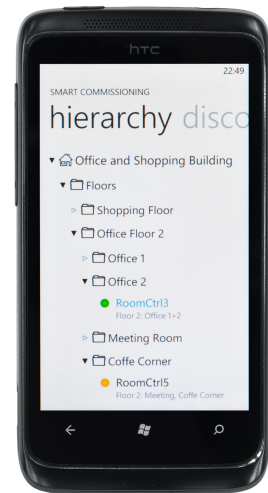 hTC
22:49
SMART COMMISSIONING
hierarchy disco
Office and Shopping Building
Floors
Shopping Floor
Office Floor 2
Office 1
Office 2
RoomCtrl3
Floor 2: Office 1+2
Meeting Room
Coffe Corner
RoomCtrl5
Floor 2: Meeting, Coffe Corner